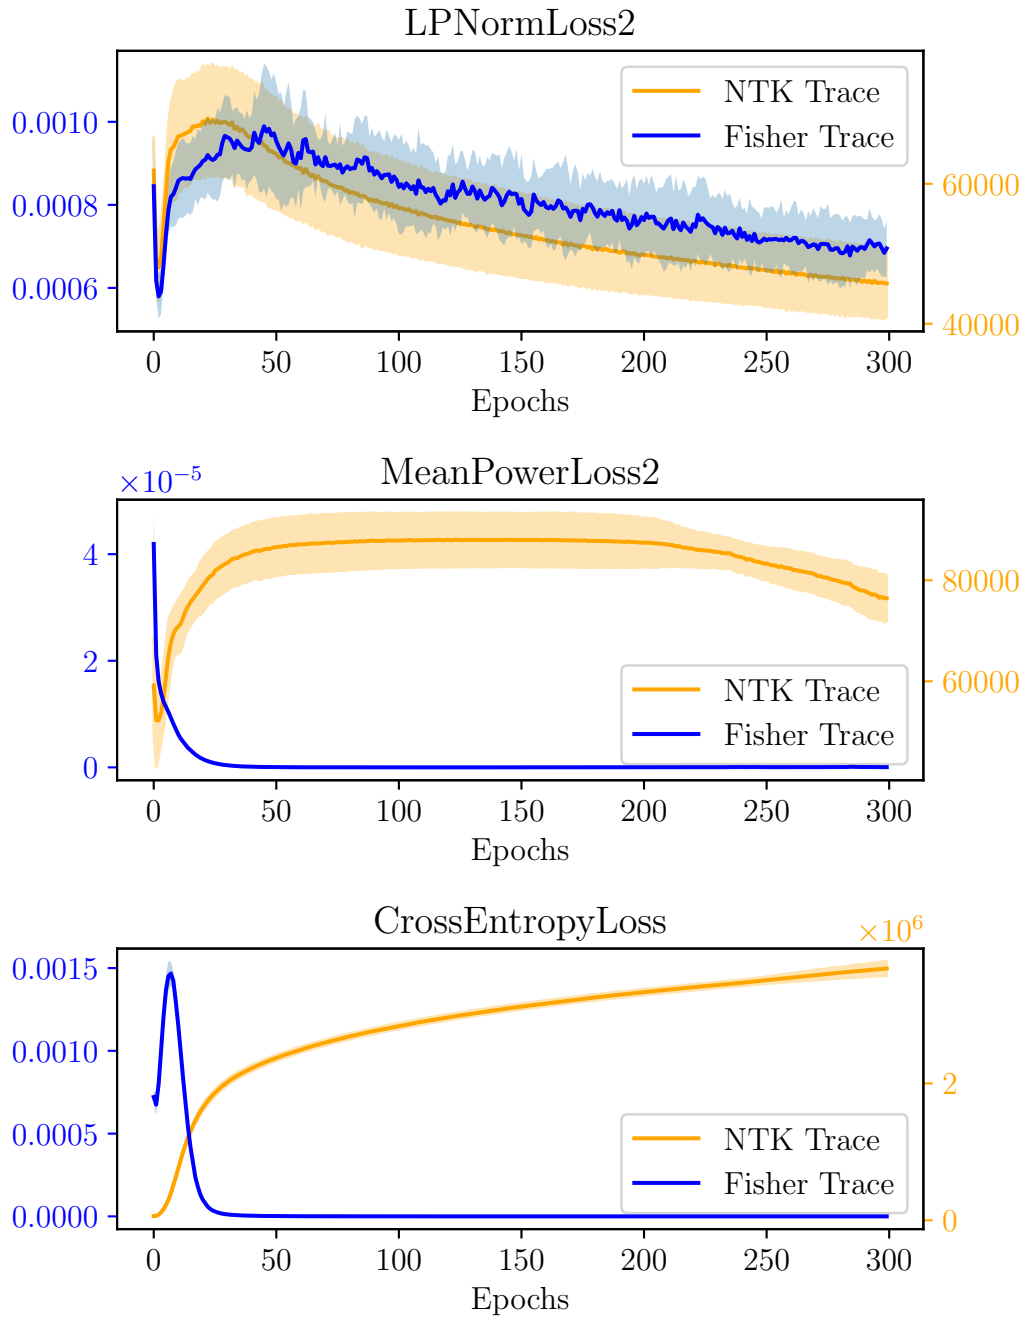 LPNormLoss2
NTK Trace
Fisher Trace
0.0010
0.0008
0.0006
60000
40000
0 50 100 150 200 250 300
Epochs
×10⁻⁵
MeanPowerLoss2
4
2
0
80000
60000
NTK Trace
Fisher Trace
0 50 100 150 200 250 300
Epochs
CrossEntropyLoss
×10⁶
0.0015
0.0010
0.0005
0.0000
2
0
NTK Trace
Fisher Trace
0 50 100 150 200 250 300
Epochs